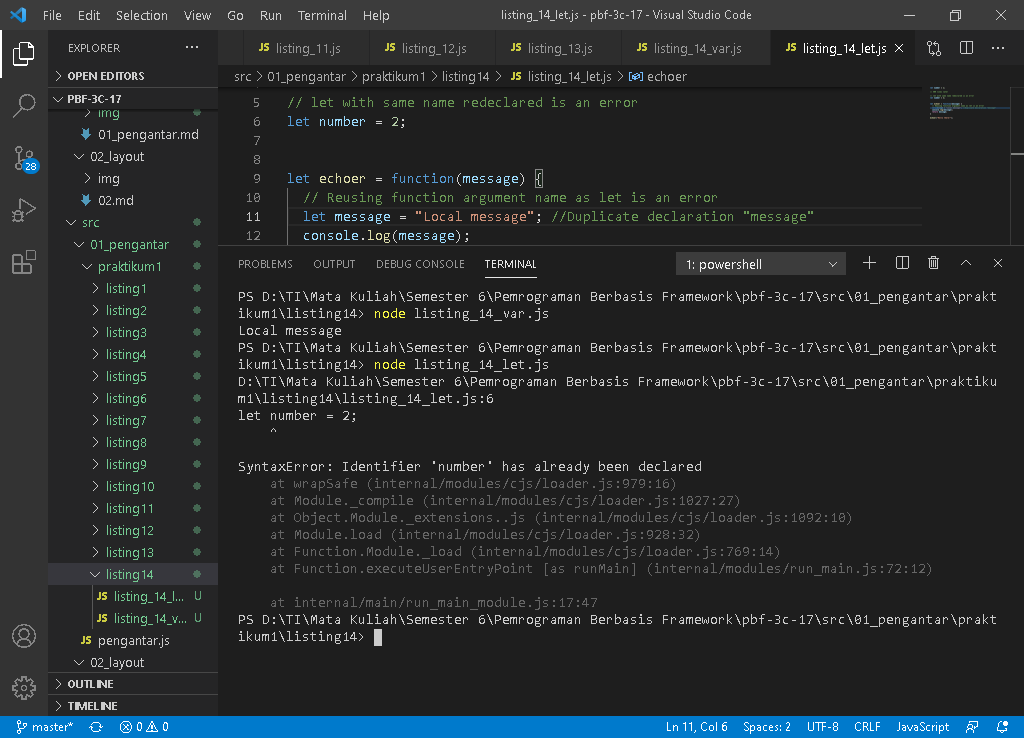 File Edit Selection View Go Run Terminal Help listing_14_let.js - pbf-3c-17 - Visual Studio Code
EXPLORER ...
OPEN EDITORS
PBF-3C-17
img
01_pengantar.md
02_layout
img
02.md
src
01_pengantar
praktikum1
listing1
listing2
listing3
listing4
listing5
listing6
listing7
listing8
listing9
listing10
listing11
listing12
listing13
listing14
JS listing_14_l... U
JS listing_14_v... U
JS pengantar.js
02_layout
OUTLINE
TIMELINE
28
JS listing_11.js JS listing_12.js JS listing_13.js JS listing_14_var.js JS listing_14_let.js
src > 01_pengantar > praktikum1 > listing14 > JS listing_14_let.js > echoer
5 // let with same name redeclared is an error
6 let number = 2;
7
8
9 let echoer = function(message) {
10 // Reusing function argument name as let is an error
11 let message = "Local message"; //Duplicate declaration "message"
12 console.log(message);
PROBLEMS OUTPUT DEBUG CONSOLE TERMINAL 1: powershell
PS D:\TI\Mata Kuliah\Semester 6\Pemrograman Berbasis Framework\pbf-3c-17\src\01_pengantar\prakt
ikum1\listing14> node listing_14_var.js
Local message
PS D:\TI\Mata Kuliah\Semester 6\Pemrograman Berbasis Framework\pbf-3c-17\src\01_pengantar\prakt
ikum1\listing14> node listing_14_let.js
D:\TI\Mata Kuliah\Semester 6\Pemrograman Berbasis Framework\pbf-3c-17\src\01_pengantar\praktiku
m1\listing14\listing_14_let.js:6
let number = 2;
^
SyntaxError: Identifier 'number' has already been declared
at wrapSafe (internal/modules/cjs/loader.js:979:16)
at Module._compile (internal/modules/cjs/loader.js:1027:27)
at Object.Module._extensions..js (internal/modules/cjs/loader.js:1092:10)
at Module.load (internal/modules/cjs/loader.js:928:32)
at Function.Module._load (internal/modules/cjs/loader.js:769:14)
at Function.executeUserEntryPoint [as runMain] (internal/modules/run_main.js:72:12)
at internal/main/run_main_module.js:17:47
PS D:\TI\Mata Kuliah\Semester 6\Pemrograman Berbasis Framework\pbf-3c-17\src\01_pengantar\prakt
ikum1\listing14>
master* 0 0 Ln 11, Col 6 Spaces: 2 UTF-8 CRLF JavaScript